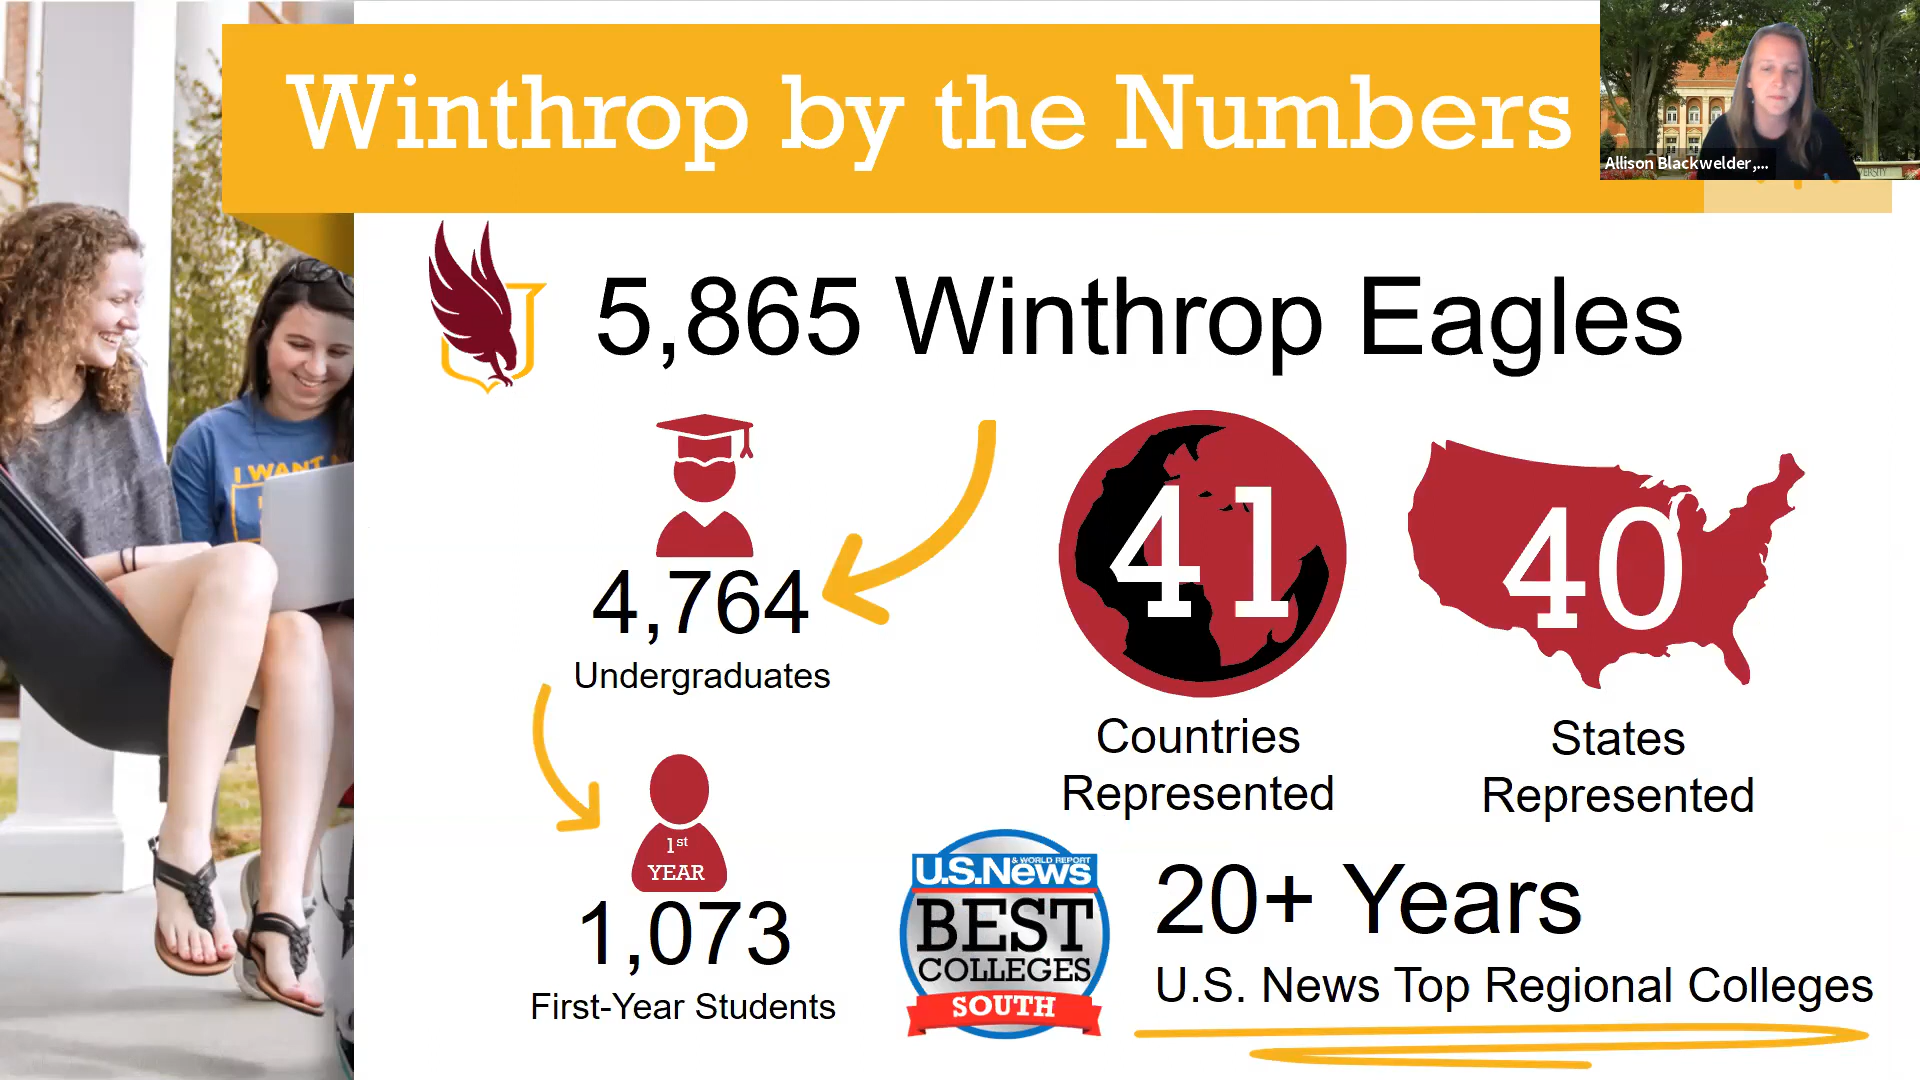 Winthrop by the Numbers
Allison Blackwelder,...
5,865 Winthrop Eagles
I WANT
4,764
Undergraduates
41
Countries
Represented
40
States
Represented
1st
YEAR
1,073
First-Year Students
U.S.News
& WORLD REPORT
BEST
COLLEGES
SOUTH
20+ Years
U.S. News Top Regional Colleges